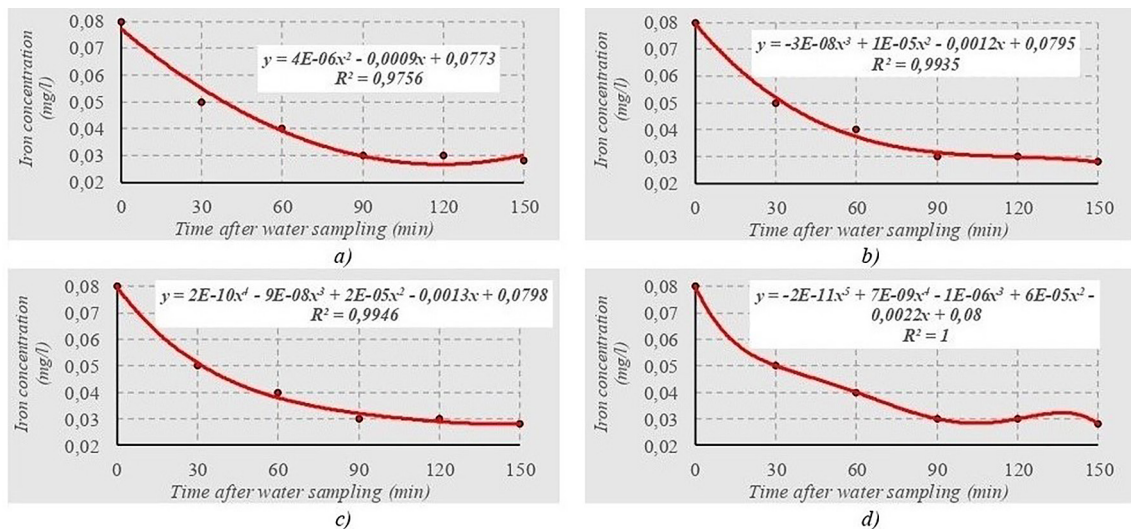 0,08
0,07
0,06
0,05
0,04
0,03
0,02
Iron concentration
(mg/l)
y = 4E-06x² - 0,0009x + 0,0773
R² = 0,9756
0 30 60 90 120 150
Time after water sampling (min)
a)
0,08
0,07
0,06
0,05
0,04
0,03
0,02
Iron concentration
(mg/l)
y = -3E-08x³ + 1E-05x² - 0,0012x + 0,0795
R² = 0,9935
0 30 60 90 120 150
Time after water sampling (min)
b)
0,08
0,07
0,06
0,05
0,04
0,03
0,02
Iron concentration
(mg/l)
y = 2E-10x⁴ - 9E-08x³ + 2E-05x² - 0,0013x + 0,0798
R² = 0,9946
0 30 60 90 120 150
Time after water sampling (min)
c)
0,08
0,07
0,06
0,05
0,04
0,03
0,02
Iron concentration
(mg/l)
y = -2E-11x⁵ + 7E-09x⁴ - 1E-06x³ + 6E-05x² -
0,0022x + 0,08
R² = 1
0 30 60 90 120 150
Time after water sampling (min)
d)